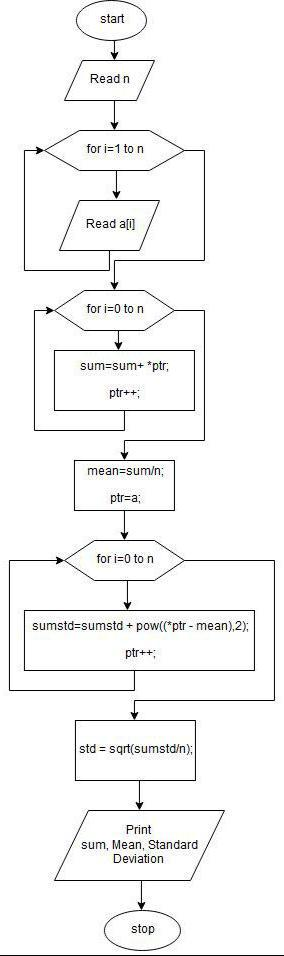 start
Read n
for i=1 to n
Read a[i]
for i=0 to n
sum=sum+ *ptr;
ptr++;
mean=sum/n;
ptr=a;
for i=0 to n
sumstd=sumstd + pow((*ptr - mean),2);
ptr++;
std = sqrt(sumstd/n);
Print
sum, Mean, Standard
Deviation
stop